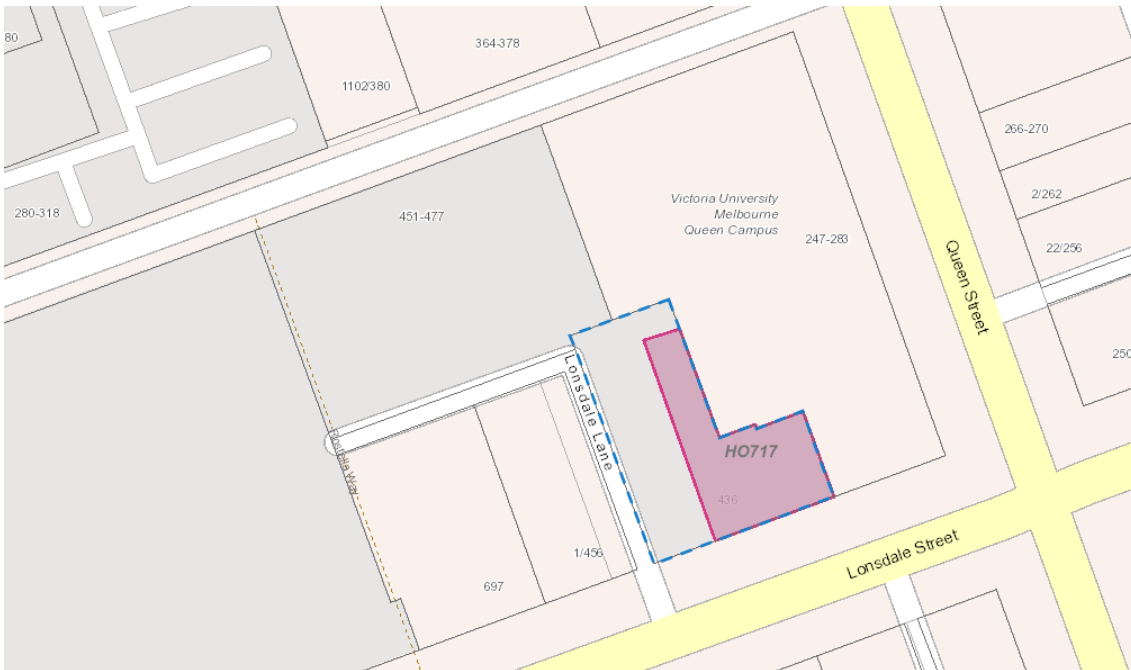 80
364-378
1102/380
266-270
280-318
451-477
Victoria University
Melbourne
Queen Campus
247-283
2/262
22/256
Queen Street
250
Lonsdale Lane
HO717
436
1/456
697
Lonsdale Street